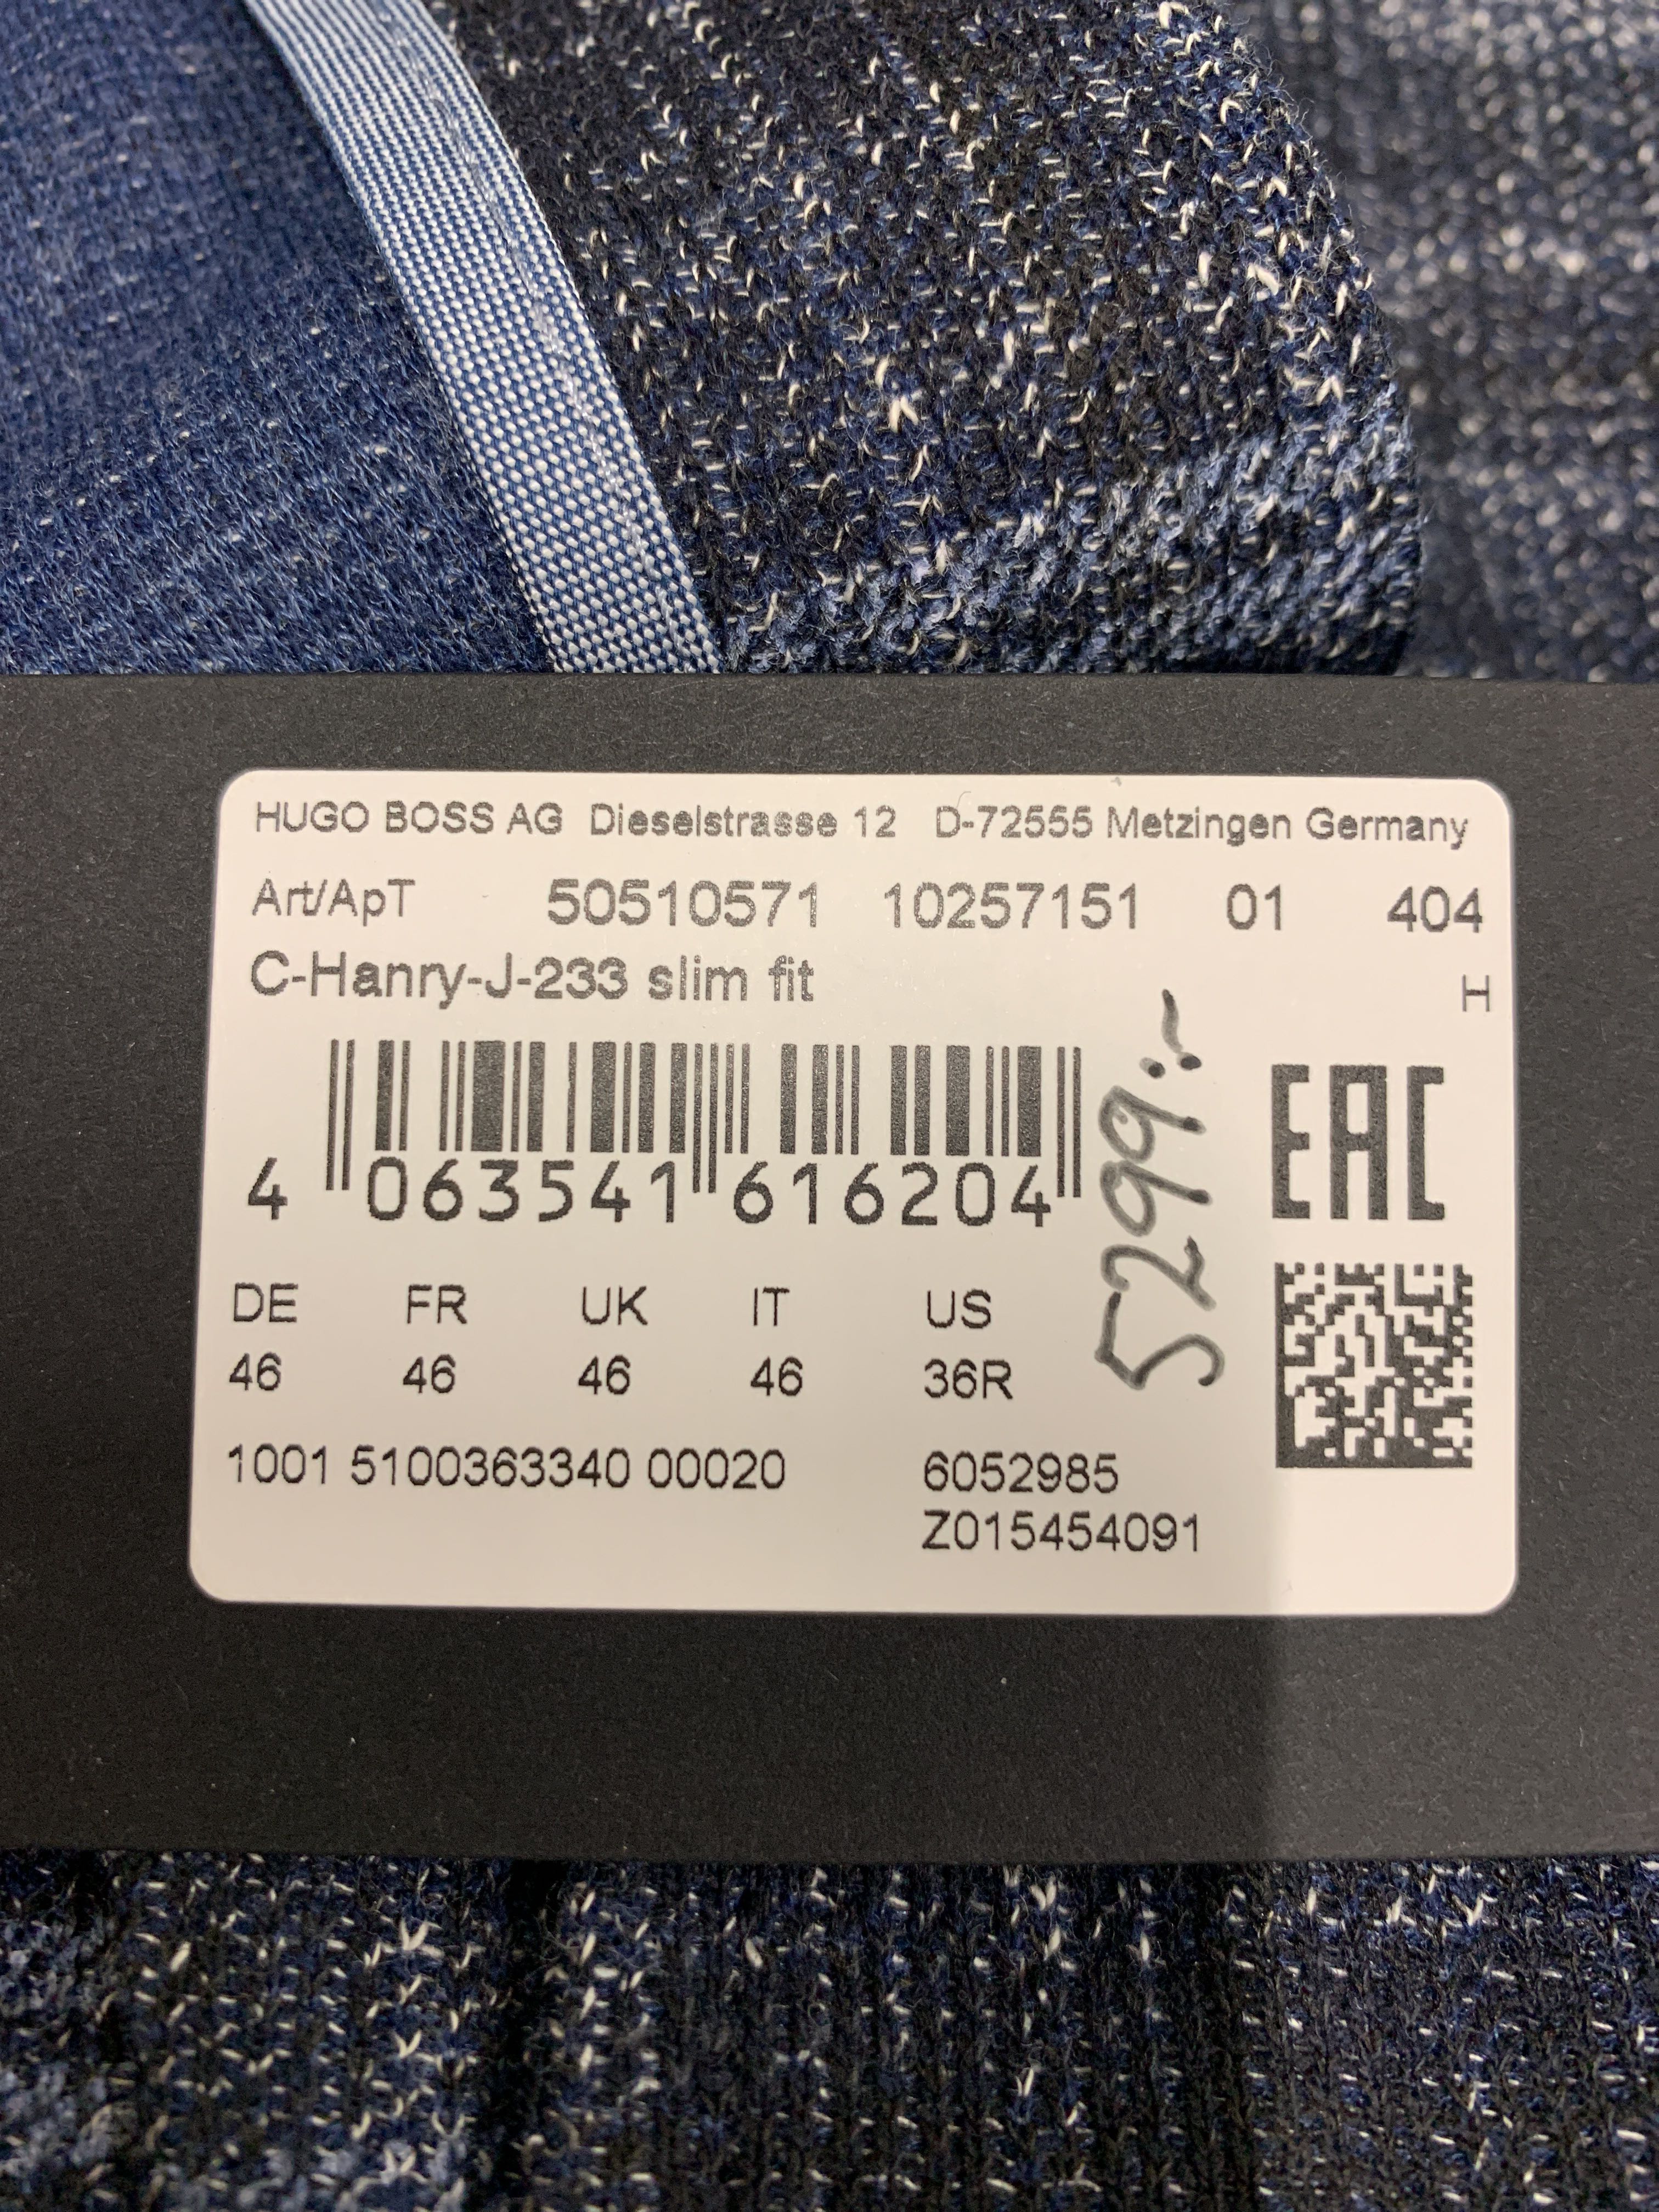 HUGO BOSS AG Dieselstrasse 12 D-72555 Metzingen Germany
Art/ApT 50510571 10257151 01 404
C-Hanry-J-233 slim fit
H
4 063541 616204
5299:-
EAC
DE FR UK IT US
46 46 46 46 36R
1001 5100363340 00020 6052985
Z015454091